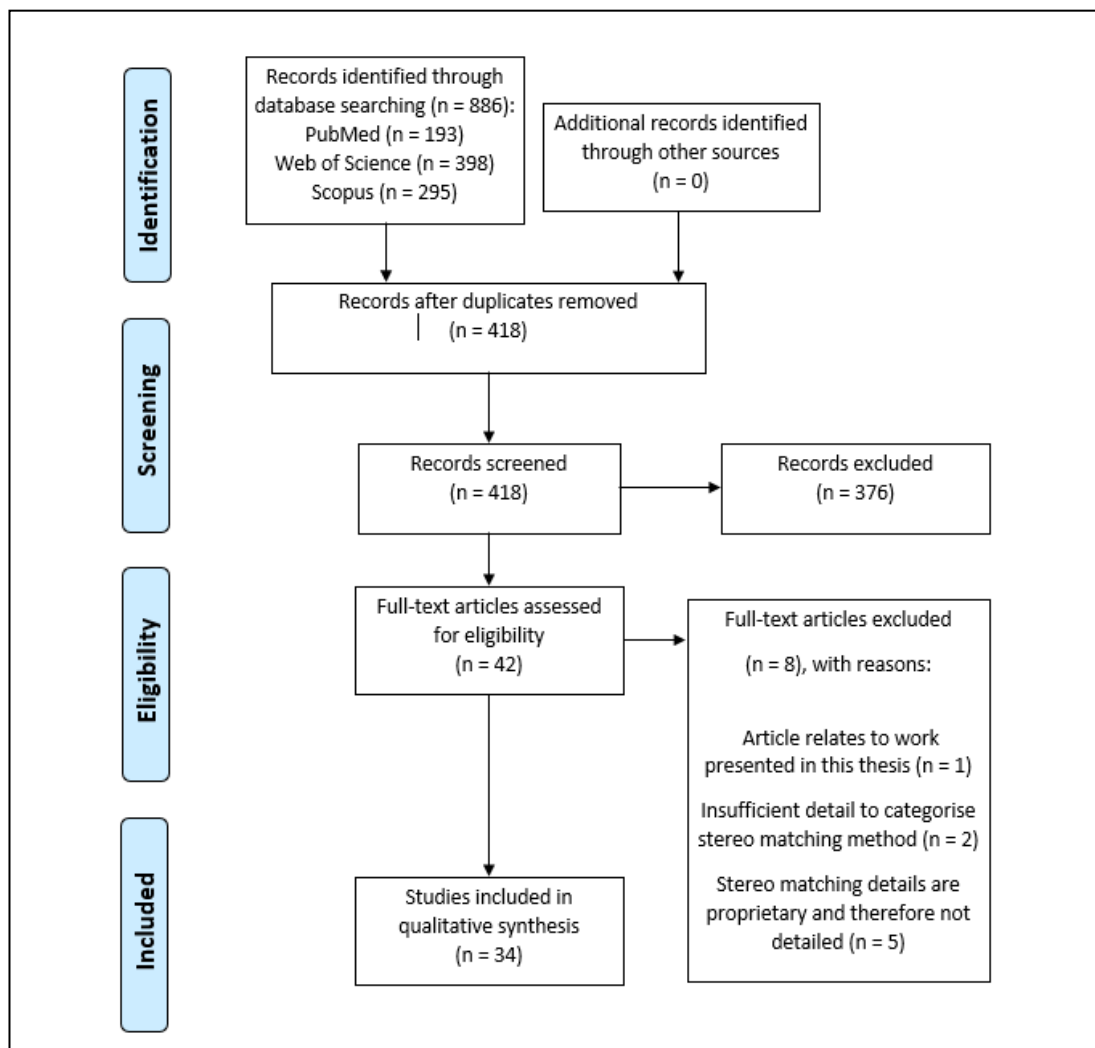 Identification
Records identified through
database searching (n = 886):
PubMed (n = 193)
Web of Science (n = 398)
Scopus (n = 295)
Additional records identified
through other sources
(n = 0)
Records after duplicates removed
(n = 418)
Screening
Records screened
(n = 418)
Records excluded
(n = 376)
Eligibility
Full-text articles assessed
for eligibility
(n = 42)
Full-text articles excluded
(n = 8), with reasons:
Article relates to work
presented in this thesis (n = 1)
Insufficient detail to categorise
stereo matching method (n = 2)
Stereo matching details are
proprietary and therefore not
detailed (n = 5)
Included
Studies included in
qualitative synthesis
(n = 34)